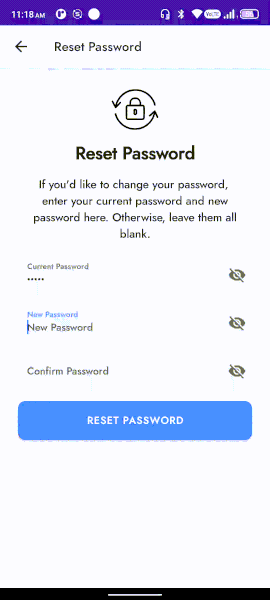 11:18 AM
Reset Password
Reset Password
If you'd like to change your password,
enter your current password and new
password here. Otherwise, leave them all
blank.
Current Password
•••••
New Password
New Password
Confirm Password
RESET PASSWORD